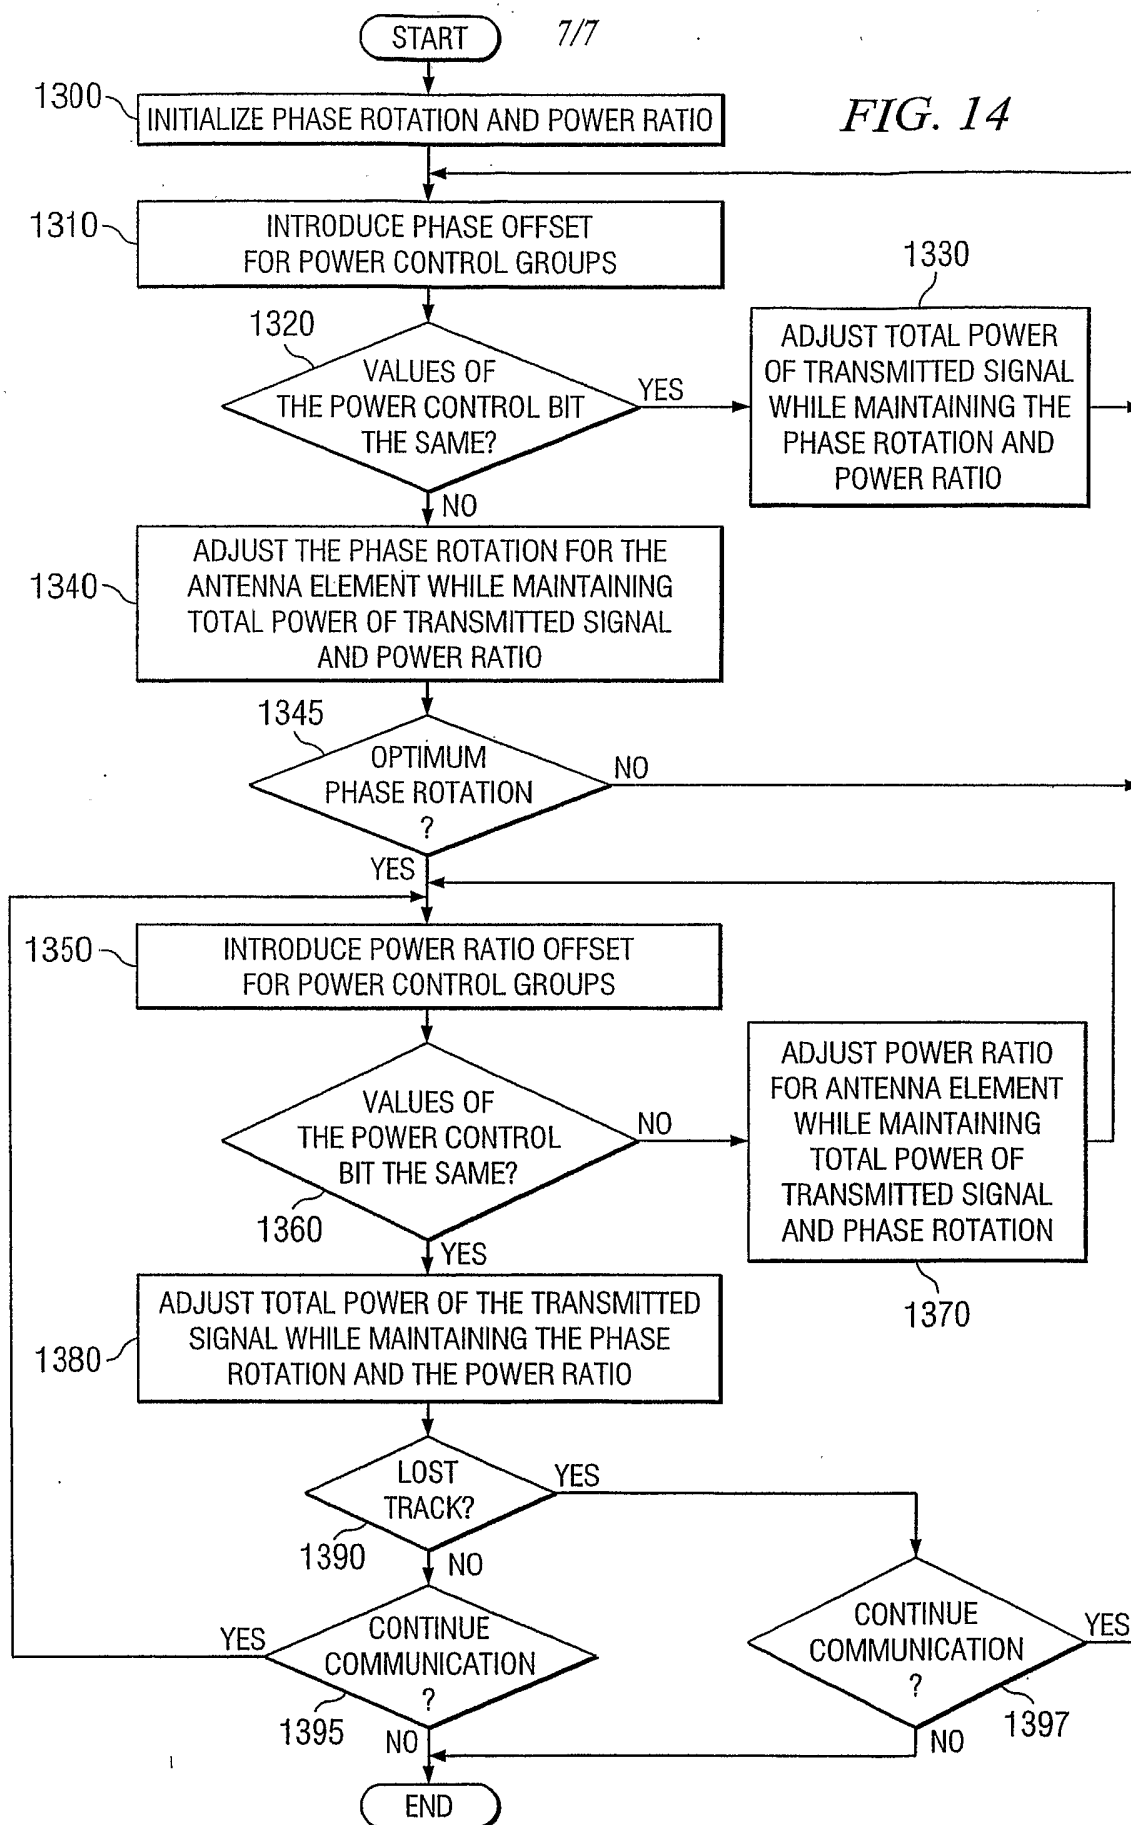 START
7/7
1300
INITIALIZE PHASE ROTATION AND POWER RATIO
FIG. 14
1310
INTRODUCE PHASE OFFSET
FOR POWER CONTROL GROUPS
1320
VALUES OF
THE POWER CONTROL BIT
THE SAME?
YES
1330
ADJUST TOTAL POWER
OF TRANSMITTED SIGNAL
WHILE MAINTAINING THE
PHASE ROTATION AND
POWER RATIO
NO
1340
ADJUST THE PHASE ROTATION FOR THE
ANTENNA ELEMENT WHILE MAINTAINING
TOTAL POWER OF TRANSMITTED SIGNAL
AND POWER RATIO
1345
OPTIMUM
PHASE ROTATION
?
NO
YES
1350
INTRODUCE POWER RATIO OFFSET
FOR POWER CONTROL GROUPS
VALUES OF
THE POWER CONTROL
BIT THE SAME?
1360
NO
ADJUST POWER RATIO
FOR ANTENNA ELEMENT
WHILE MAINTAINING
TOTAL POWER OF
TRANSMITTED SIGNAL
AND PHASE ROTATION
1370
YES
1380
ADJUST TOTAL POWER OF THE TRANSMITTED
SIGNAL WHILE MAINTAINING THE PHASE
ROTATION AND THE POWER RATIO
LOST
TRACK?
1390
YES
NO
CONTINUE
COMMUNICATION
?
1395
YES
NO
CONTINUE
COMMUNICATION
?
1397
YES
NO
END